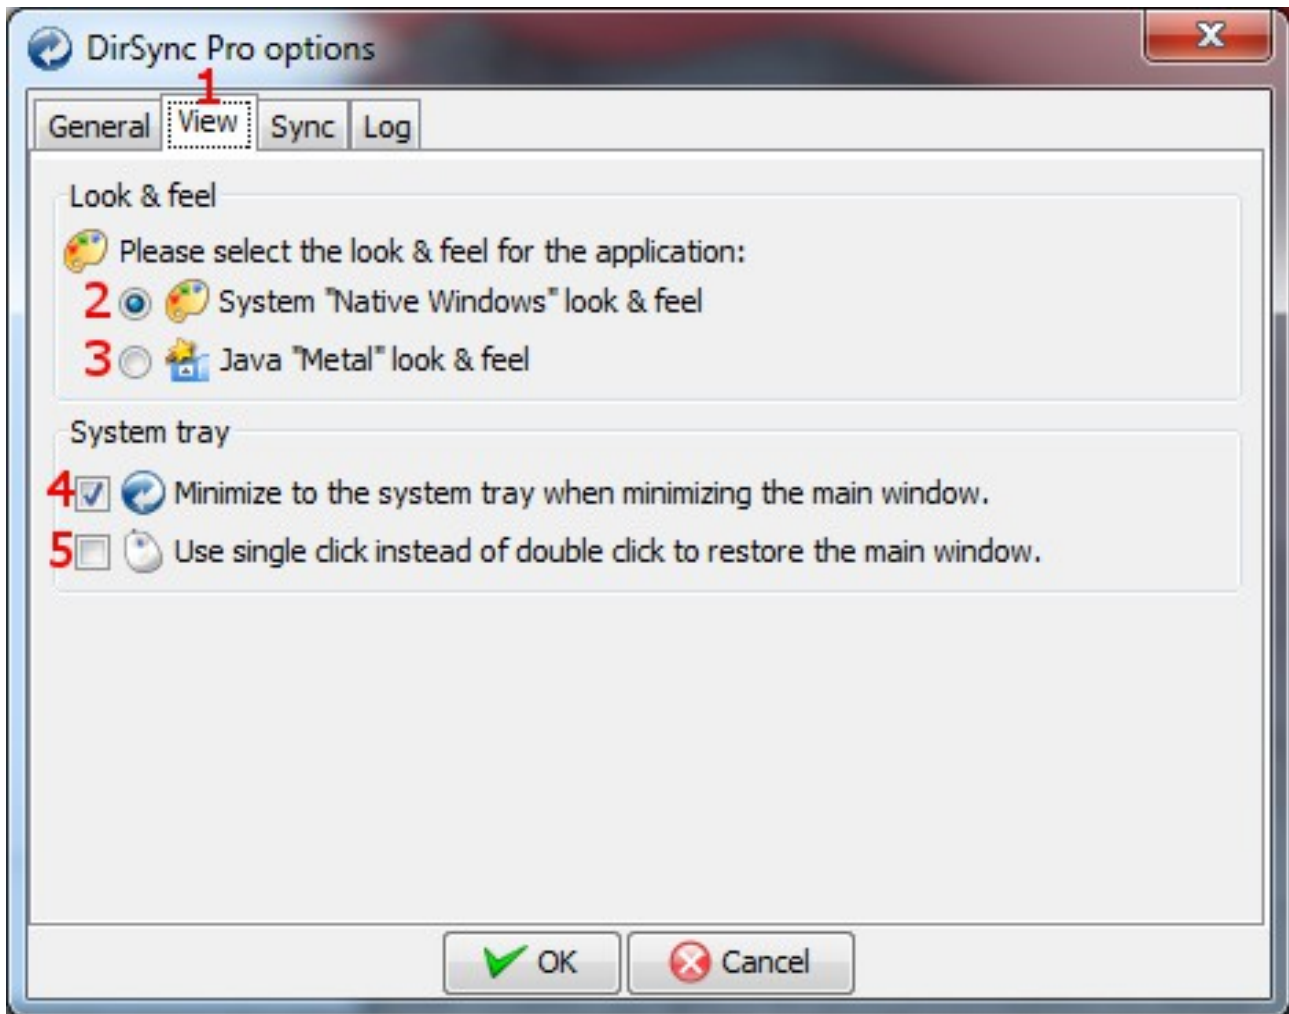 DirSync Pro options
1
General View Sync Log
Look & feel
Please select the look & feel for the application:
2 System "Native Windows" look & feel
3 Java "Metal" look & feel
System tray
4 Minimize to the system tray when minimizing the main window.
5 Use single click instead of double click to restore the main window.
OK Cancel